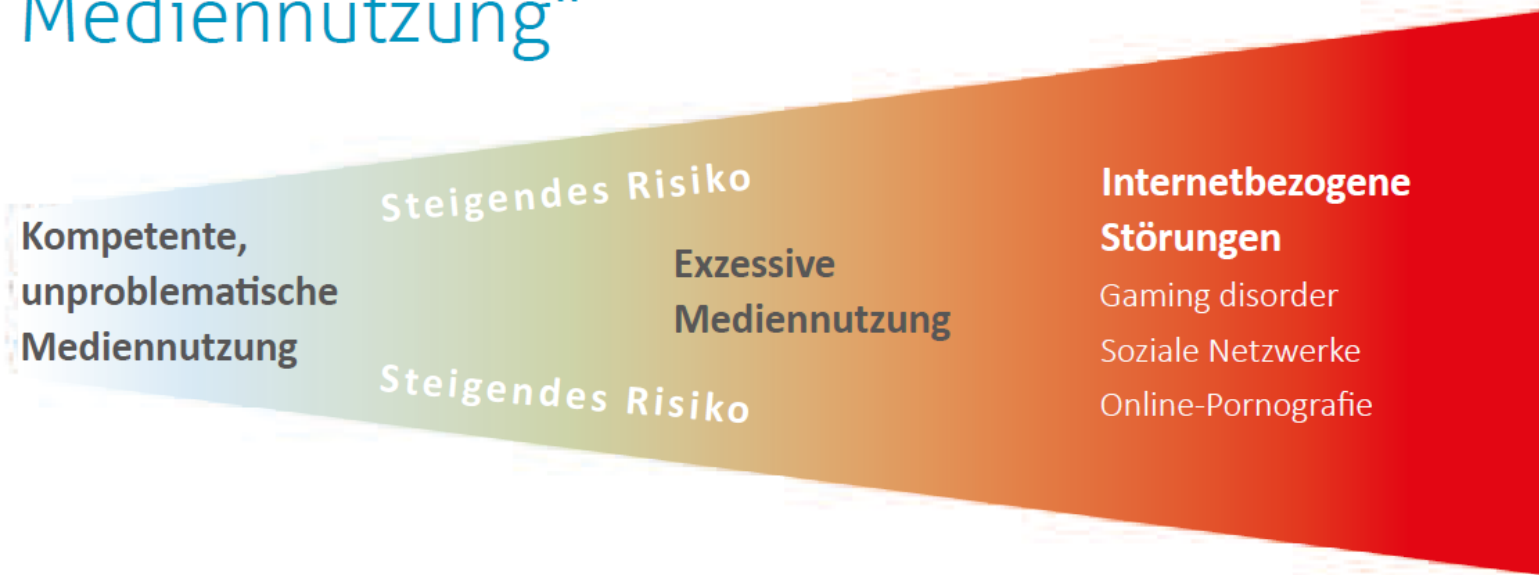 Mediennutzung"
Steigendes Risiko
Kompetente,
unproblematische
Mediennutzung
Exzessive
Mediennutzung
Steigendes Risiko
Internetbezogene
Störungen
Gaming disorder
Soziale Netzwerke
Online-Pornografie